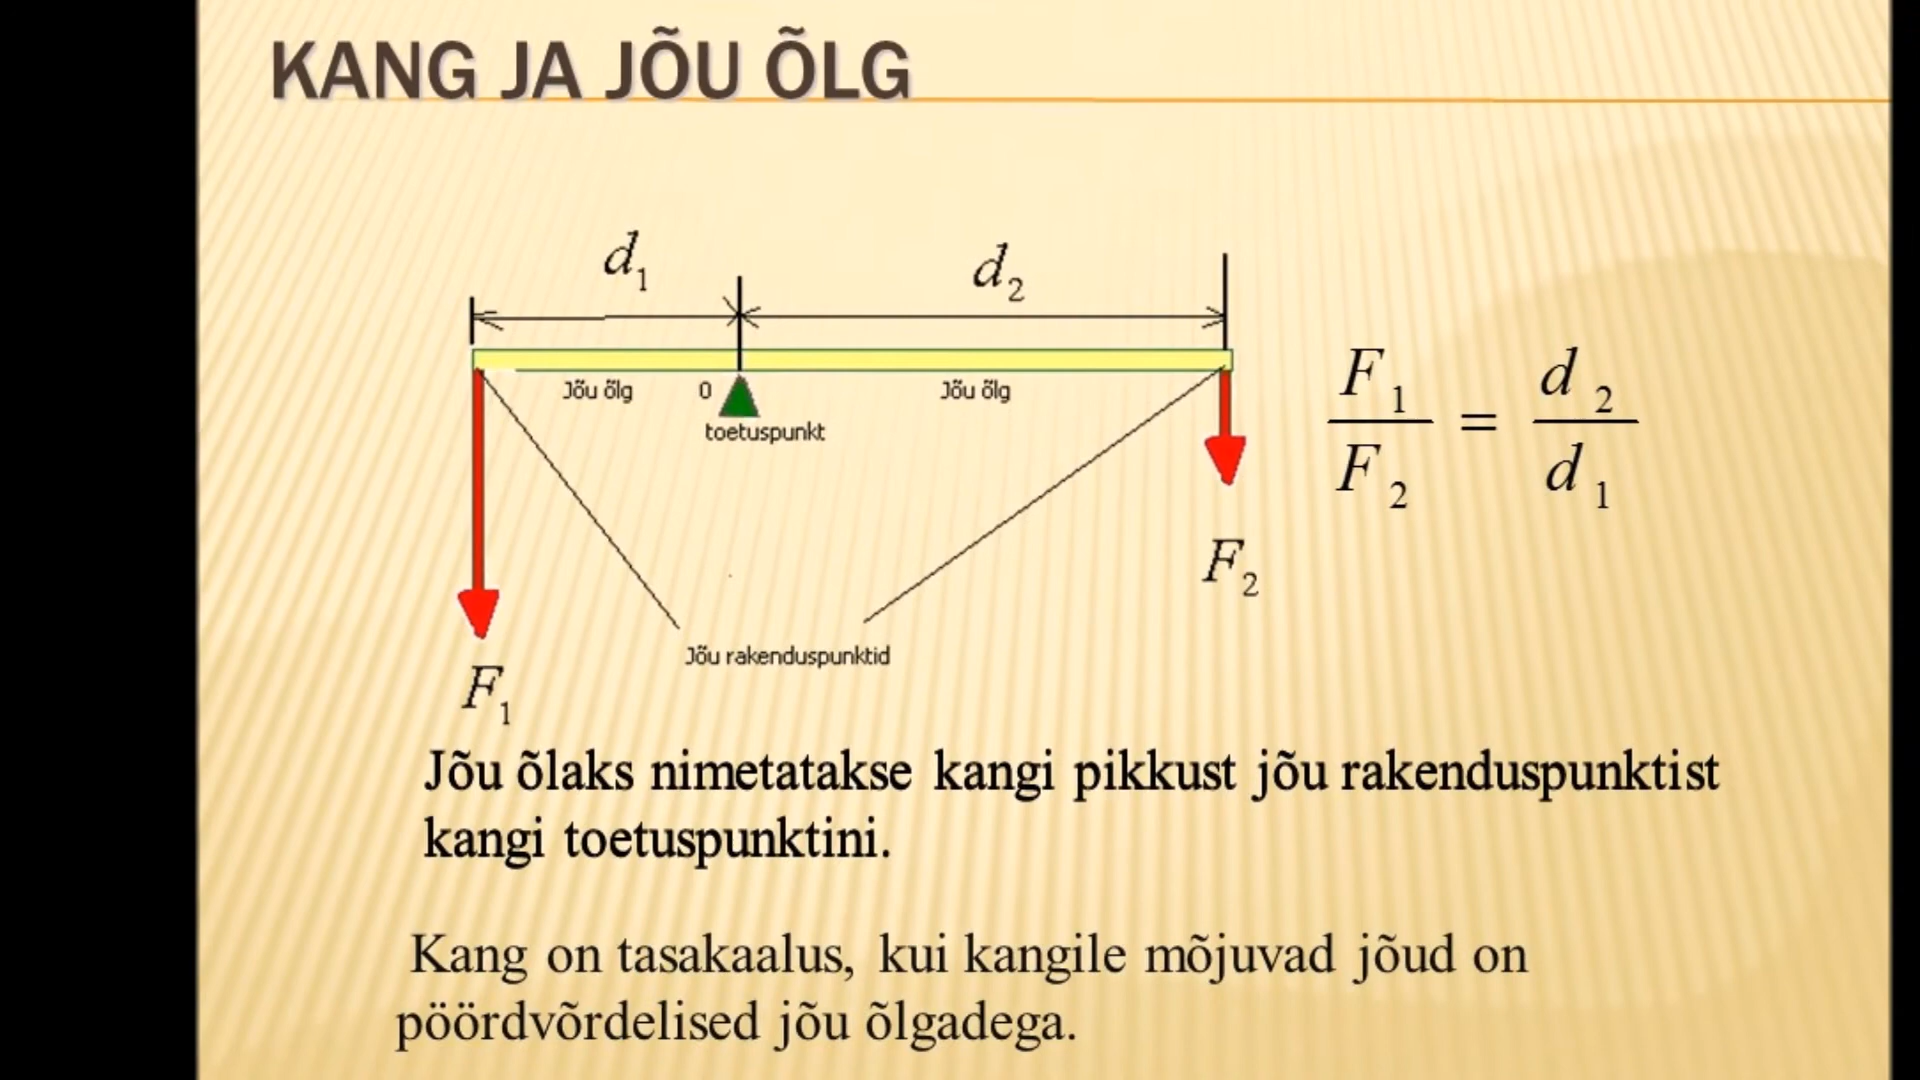 KANG JA JÕU ÕLG
d₁
d₂
Jõu õlg 0 Jõu õlg
toetuspunkt
F₁ / F₂ = d₂ / d₁
F₂
Jõu rakenduspunktid
F₁
Jõu õlaks nimetatakse kangi pikkust jõu rakenduspunktist
kangi toetuspunktini.
Kang on tasakaalus, kui kangile mõjuvad jõud on
pöördvõrdelised jõu õlgadega.